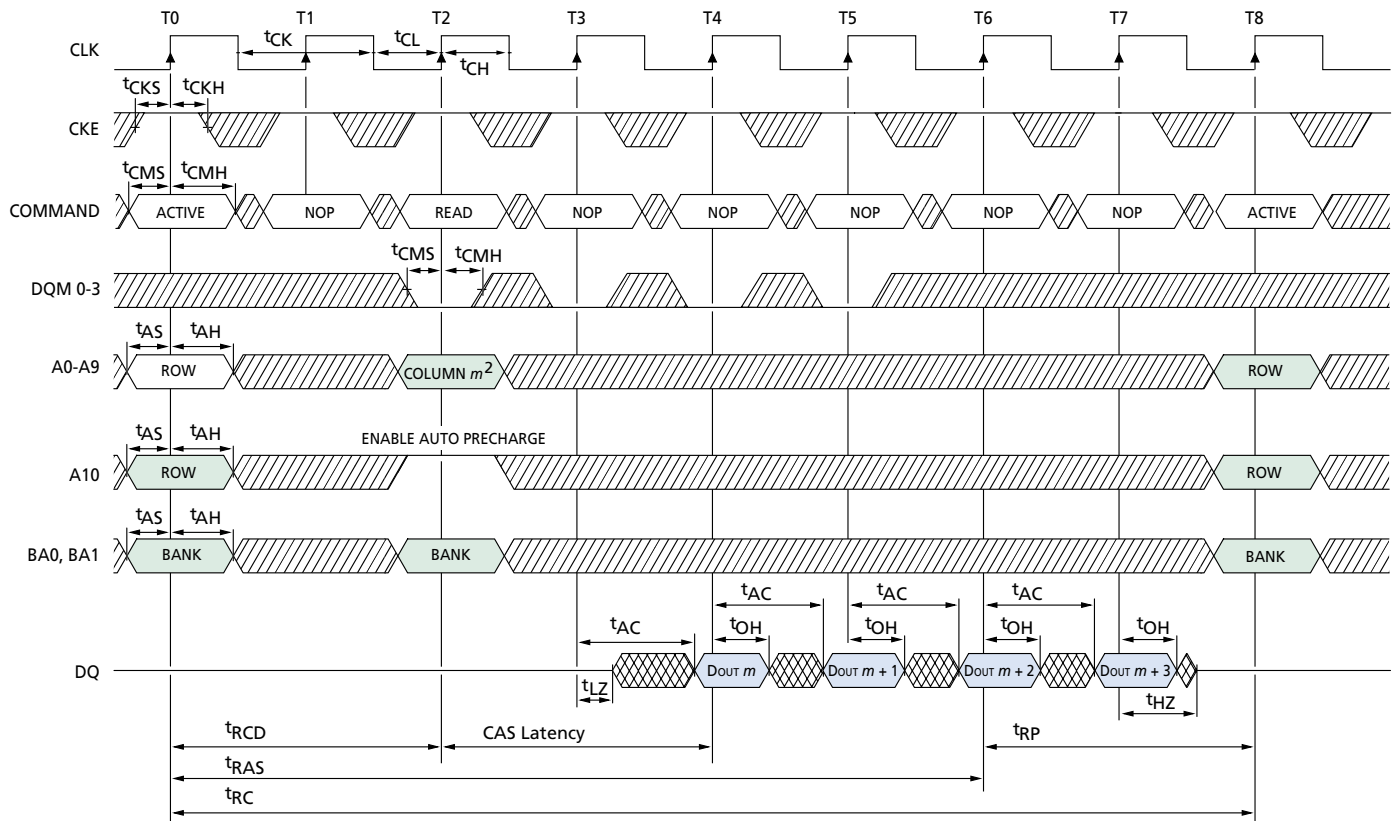 T0 T1 T2 T3 T4 T5 T6 T7 T8
CLK
tCK tCL
tCH
tCKS tCKH
CKE
tCMS tCMH
COMMAND ACTIVE NOP READ NOP NOP NOP NOP NOP ACTIVE
tCMS tCMH
DQM 0-3
tAS tAH
A0-A9 ROW COLUMN m2 ROW
tAS tAH ENABLE AUTO PRECHARGE
A10 ROW ROW
tAS tAH
BA0, BA1 BANK BANK BANK
tAC tAC tAC
tAC tOH tOH tOH tOH
DQ DOUT m DOUT m + 1 DOUT m + 2 DOUT m + 3
tLZ tHZ
tRCD CAS Latency tRP
tRAS
tRC